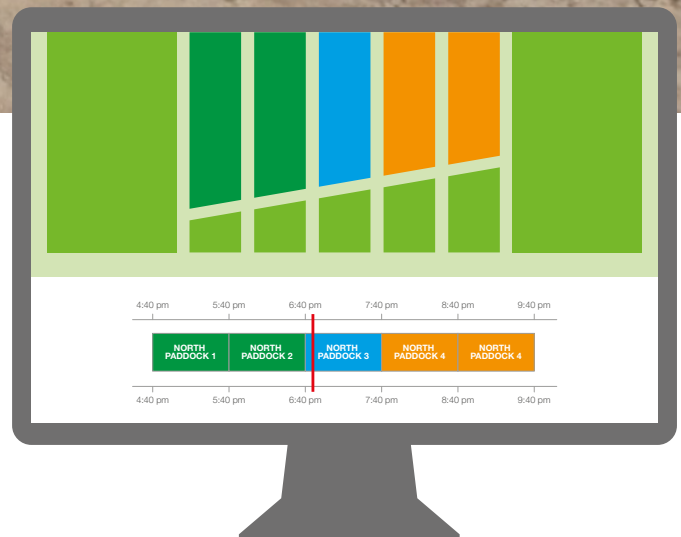 4:40 pm 5:40 pm 6:40 pm 7:40 pm 8:40 pm 9:40 pm
NORTH PADDOCK 1
NORTH PADDOCK 2
NORTH PADDOCK 3
NORTH PADDOCK 4
NORTH PADDOCK 4
4:40 pm 5:40 pm 6:40 pm 7:40 pm 8:40 pm 9:40 pm